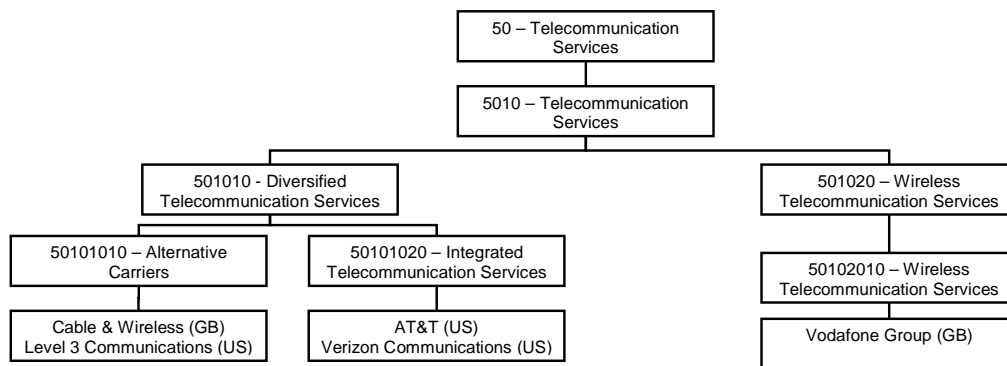 50 – Telecommunication
Services
5010 – Telecommunication
Services
501010 - Diversified
Telecommunication Services
501020 – Wireless
Telecommunication Services
50101010 – Alternative
Carriers
50101020 – Integrated
Telecommunication Services
50102010 – Wireless
Telecommunication Services
Cable & Wireless (GB)
Level 3 Communications (US)
AT&T (US)
Verizon Communications (US)
Vodafone Group (GB)